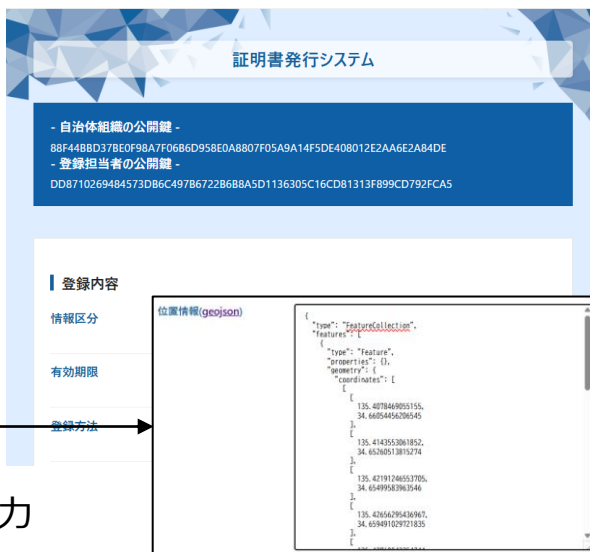 証明書発行システム
- 自治体組織の公開鍵 -
88F44BBD37BE0F98A7F06B6D958E0A8807F05A9A14F5DE408012E2AA6E2A84DE
- 登録担当者の公開鍵 -
DD8710269484573DB6C497B6722B6B8A5D1136305C16CD81313F899CD792FCA5
登録内容
情報区分
有効期限
登録方法
位置情報(geojson)
{
"type": "FeatureCollection",
"features": [
{
"type": "Feature",
"properties": {},
"geometry": {
"coordinates": [
[
[
135.4078469055155,
34.66054456206545
],
[
135.4143553061852,
34.65260513815274
],
[
135.42191246553705,
34.65499583963546
],
[
135.42656295436967,
34.659491029721835
],
[
力